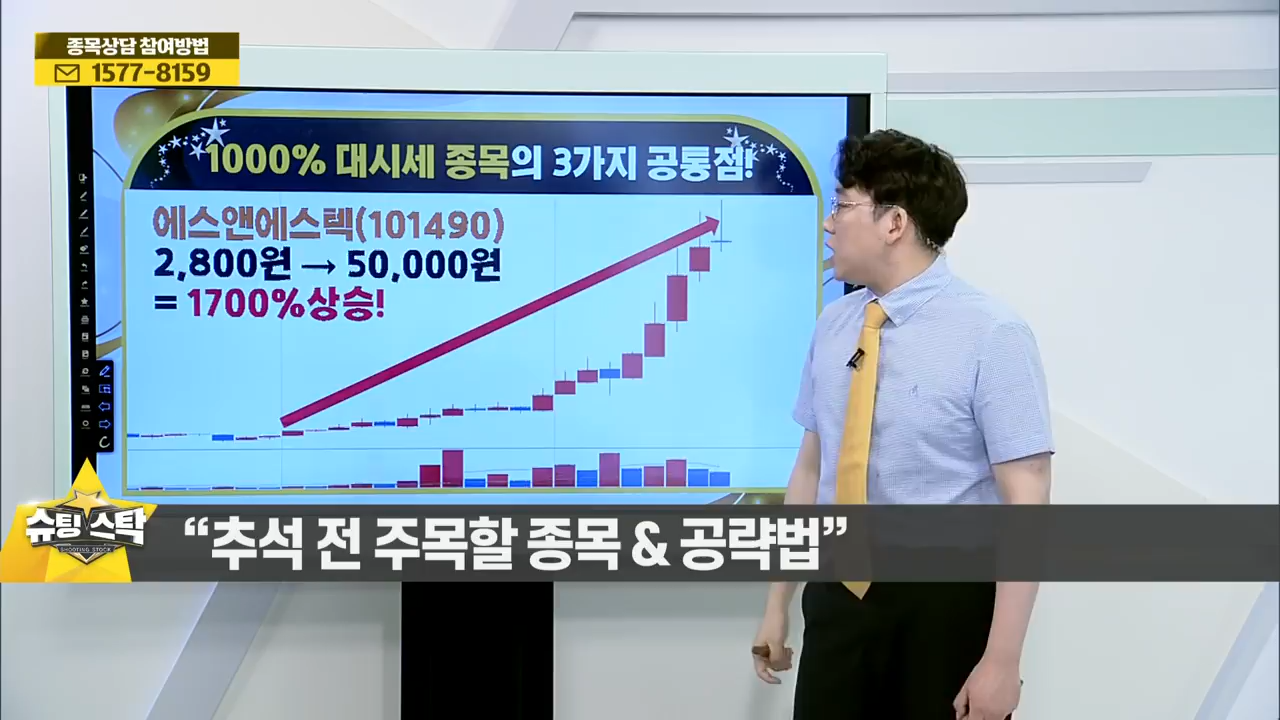 종목상담 참여방법
1577-8159
1000% 대시세 종목의 3가지 공통점!
에스앤에스텍(101490)
2,800원 → 50,000원
= 1700%상승!
슈팅스탁
SHOOTING STOCK
“추석 전 주목할 종목 & 공략법”